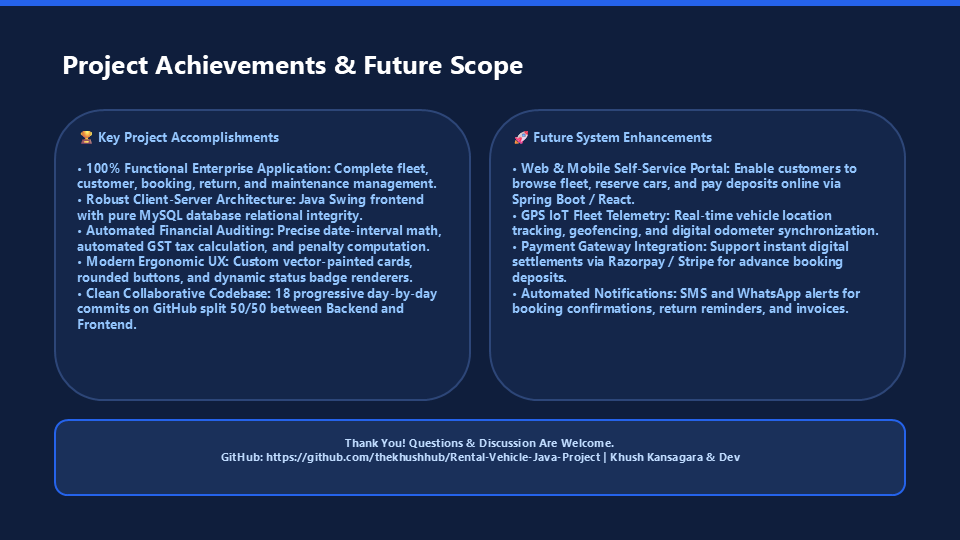 Project Achievements & Future Scope
🏆 Key Project Accomplishments
• 100% Functional Enterprise Application: Complete fleet,
customer, booking, return, and maintenance management.
• Robust Client-Server Architecture: Java Swing frontend
with pure MySQL database relational integrity.
• Automated Financial Auditing: Precise date-interval math,
automated GST tax calculation, and penalty computation.
• Modern Ergonomic UX: Custom vector-painted cards,
rounded buttons, and dynamic status badge renderers.
• Clean Collaborative Codebase: 18 progressive day-by-day
commits on GitHub split 50/50 between Backend and
Frontend.
🚀 Future System Enhancements
• Web & Mobile Self-Service Portal: Enable customers to
browse fleet, reserve cars, and pay deposits online via
Spring Boot / React.
• GPS IoT Fleet Telemetry: Real-time vehicle location
tracking, geofencing, and digital odometer synchronization.
• Payment Gateway Integration: Support instant digital
settlements via Razorpay / Stripe for advance booking
deposits.
• Automated Notifications: SMS and WhatsApp alerts for
booking confirmations, return reminders, and invoices.
Thank You! Questions & Discussion Are Welcome.
GitHub: https://github.com/thekhushhub/Rental-Vehicle-Java-Project | Khush Kansagara & Dev